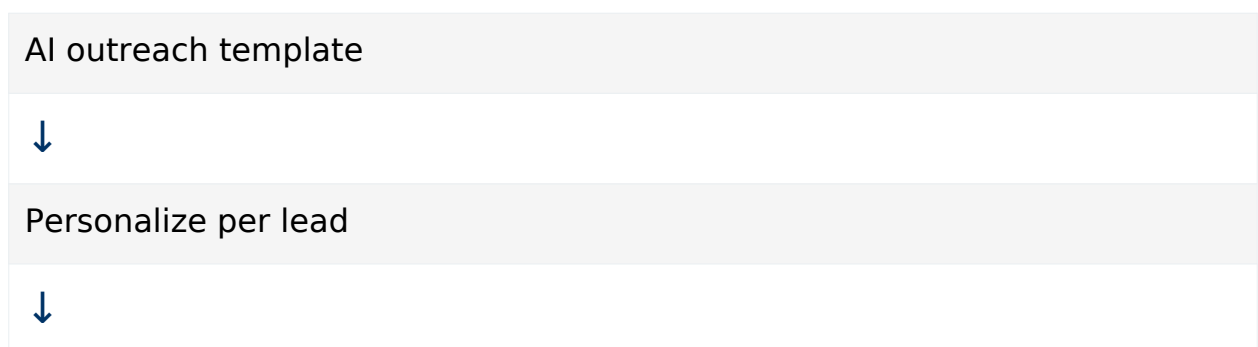 AI outreach template
↓
Personalize per lead
↓